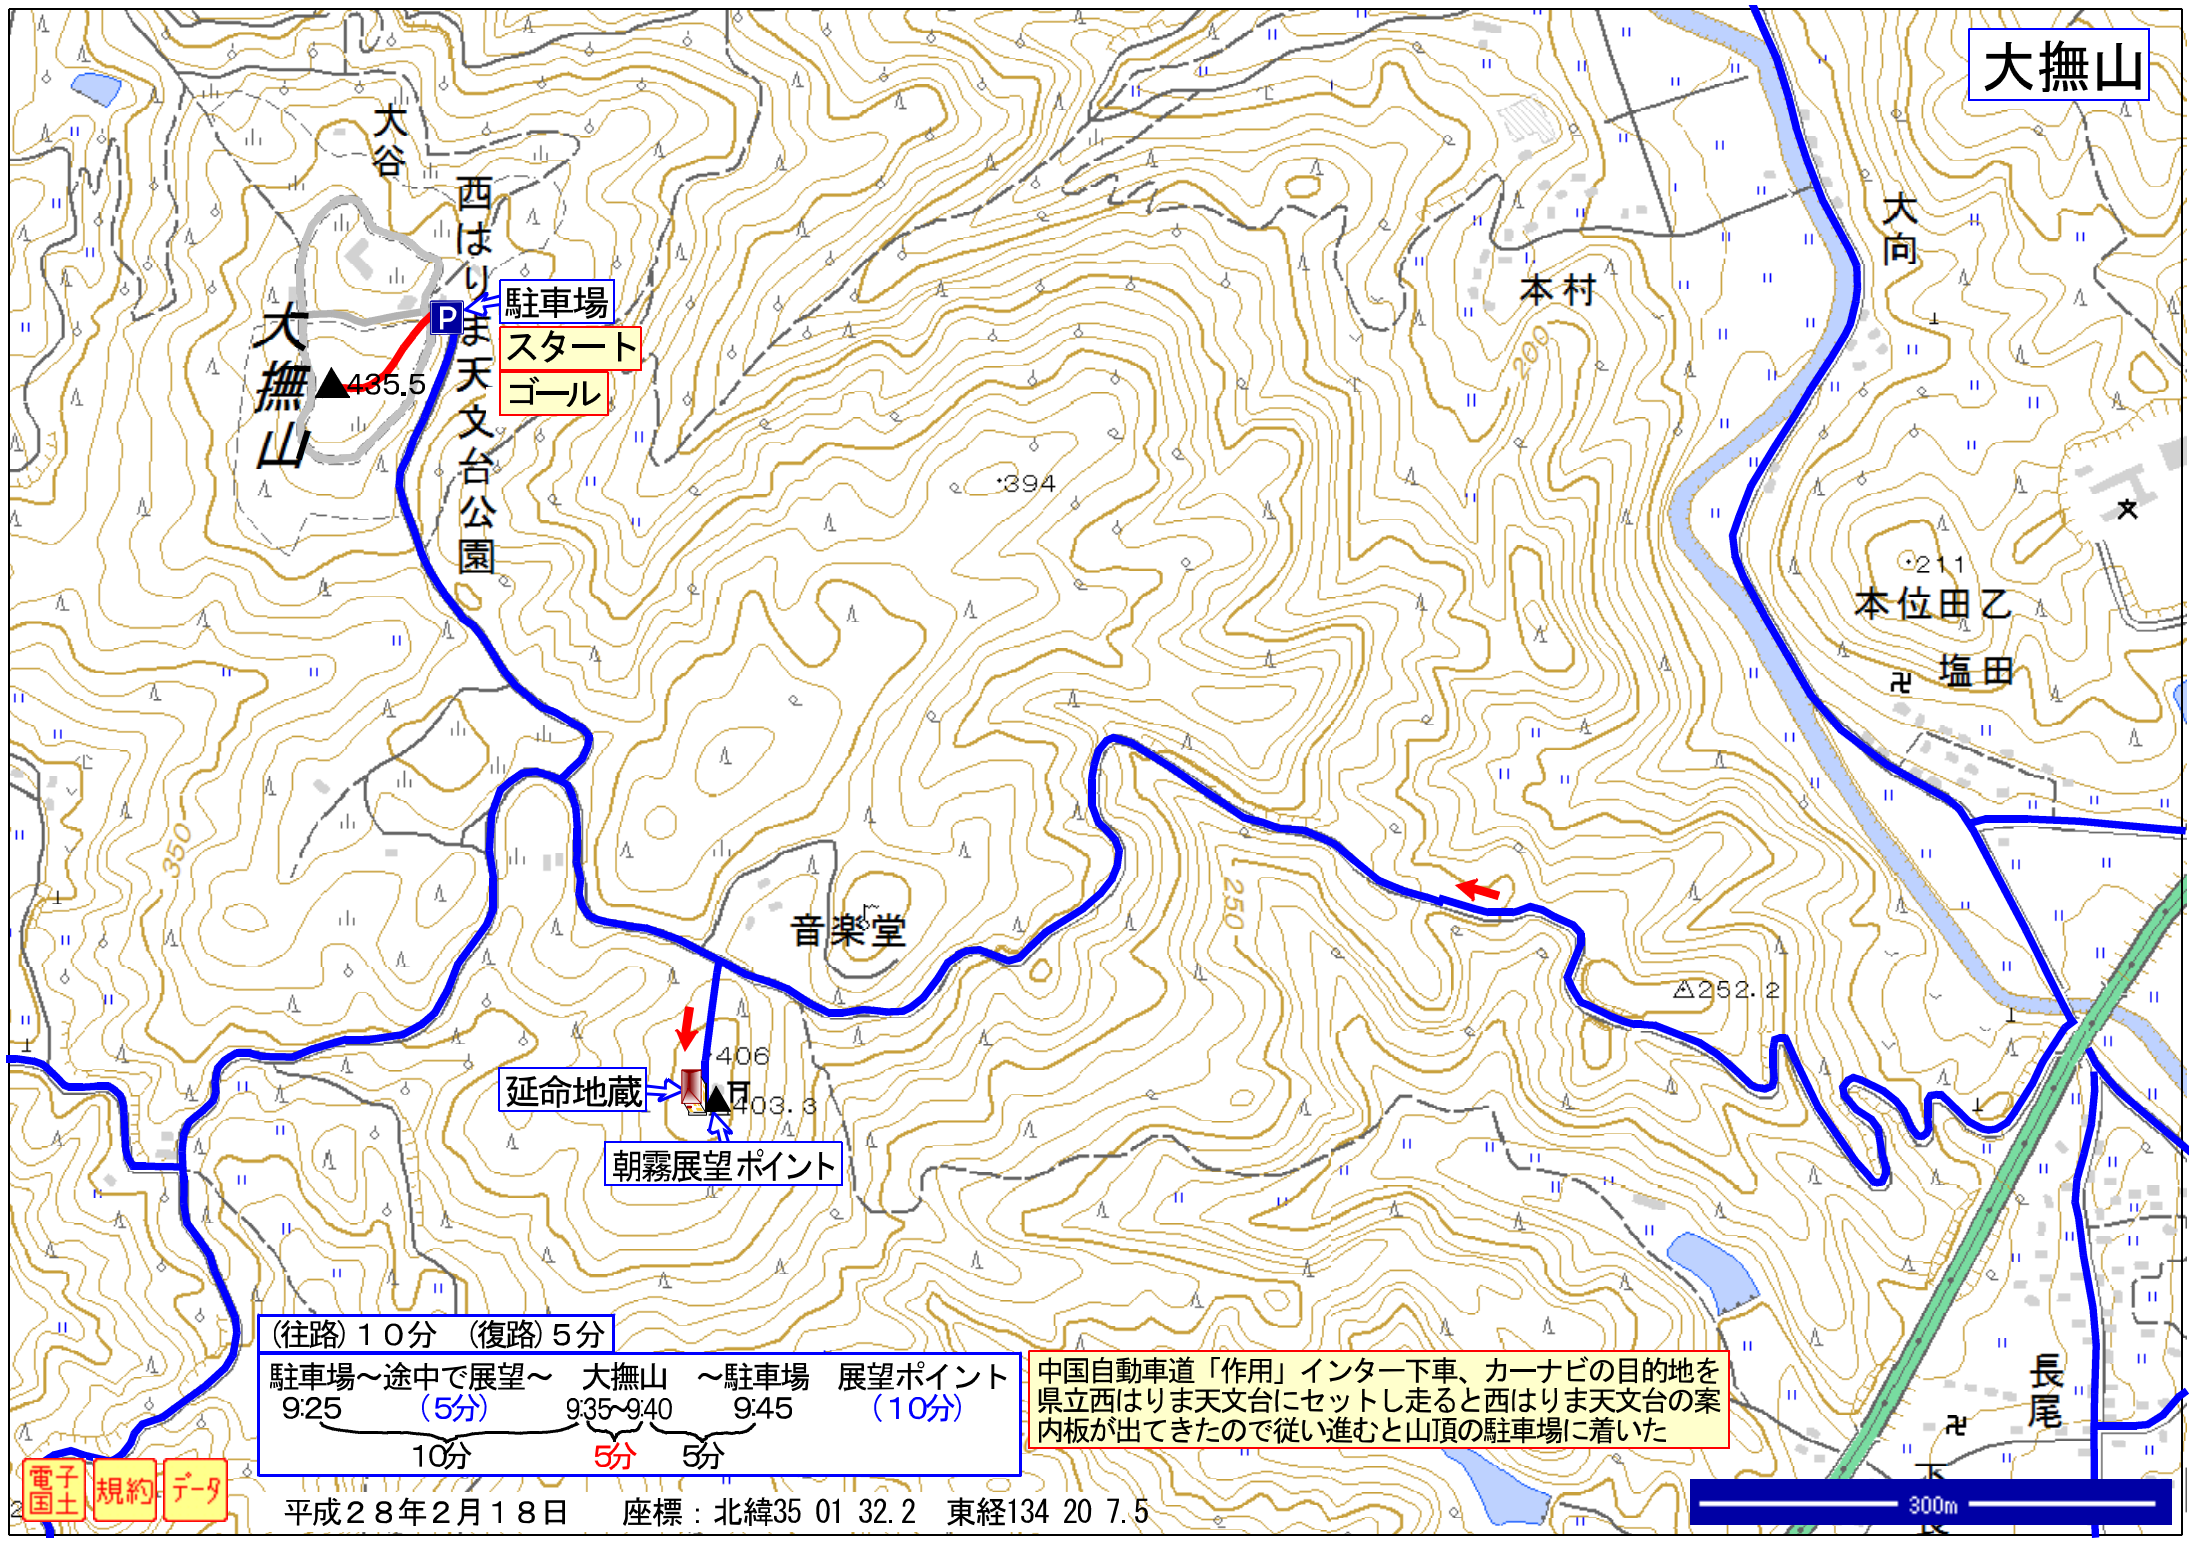 大撫山
大谷
西はりま天文台公園
大撫山
435.5
P
駐車場
スタート
ゴール
394
本村
200
大向
211
本位田乙
塩田
350
音楽堂
250
252.2
406
403.3
延命地蔵
朝霧展望ポイント
長尾
(往路)１０分　(復路)５分
駐車場～途中で展望～　大撫山　～駐車場　展望ポイント
9:25　（5分）　9:35～9:40　9:45　（10分）
10分　5分　5分
中国自動車道「作用」インター下車、カーナビの目的地を
県立西はりま天文台にセットし走ると西はりま天文台の案
内板が出てきたので従い進むと山頂の駐車場に着いた
電子国土
規約
データ
平成２８年２月１８日　座標：北緯35 01 32.2　東経134 20 7.5
300m